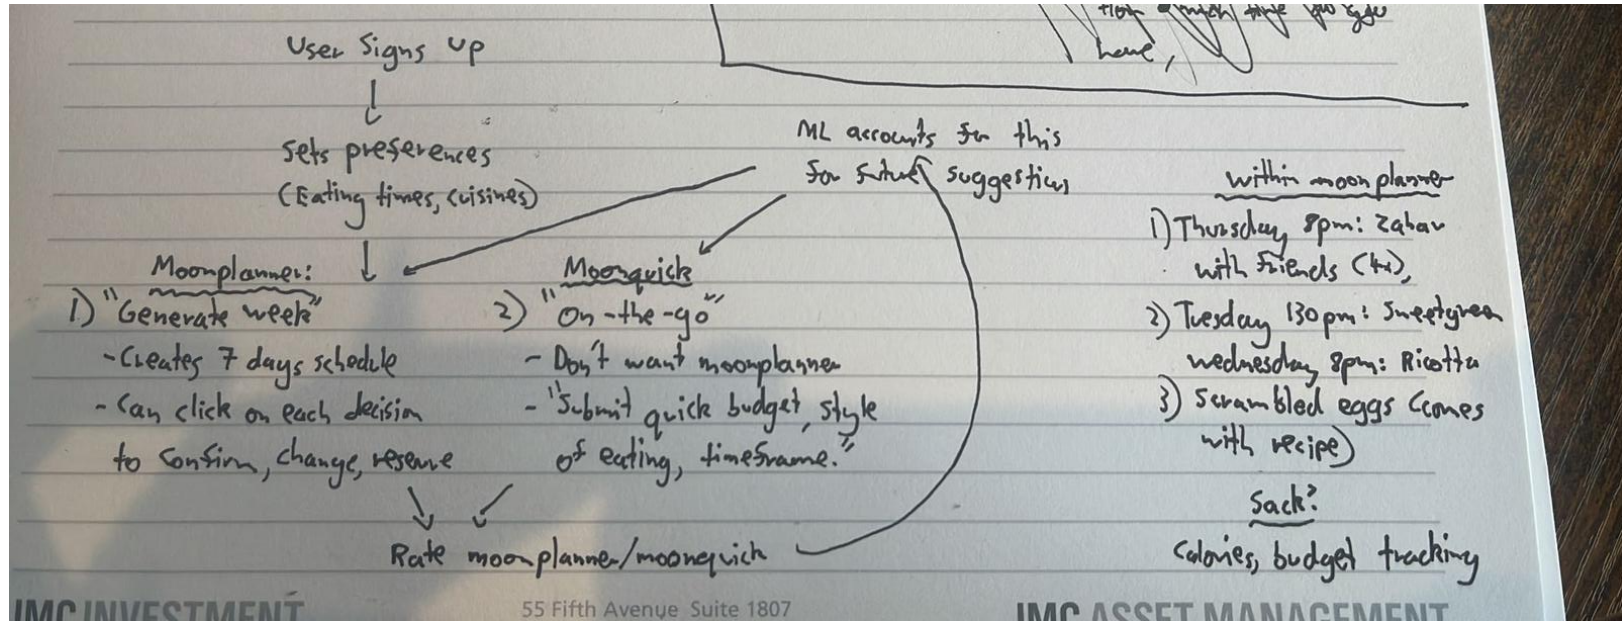 User Signs up
Sets preferences
(Eating times, cuisines)
Moonplanner:
1) "Generate week"
- Creates 7 days schedule
- Can click on each decision
to confirm, change, reserve
ML accounts for this
for future suggestions
Moonquick
2) "On-the-go"
- Don't want moonplanner
- "Submit quick budget, style
of eating, timeframe."
Rate moonplanner/moonquick
time
have,
within moonplanner
1) Thursday 8pm: Zahav
with friends (4x),
2) Tuesday 130pm: Sweetgreen
wednesday 8pm: Ricotta
3) Scrambled eggs (comes
with recipe)
Sack?
Calories, budget tracking
IMC INVESTMENT
55 Fifth Avenue Suite 1807
IMC ASSET MANAGEMENT